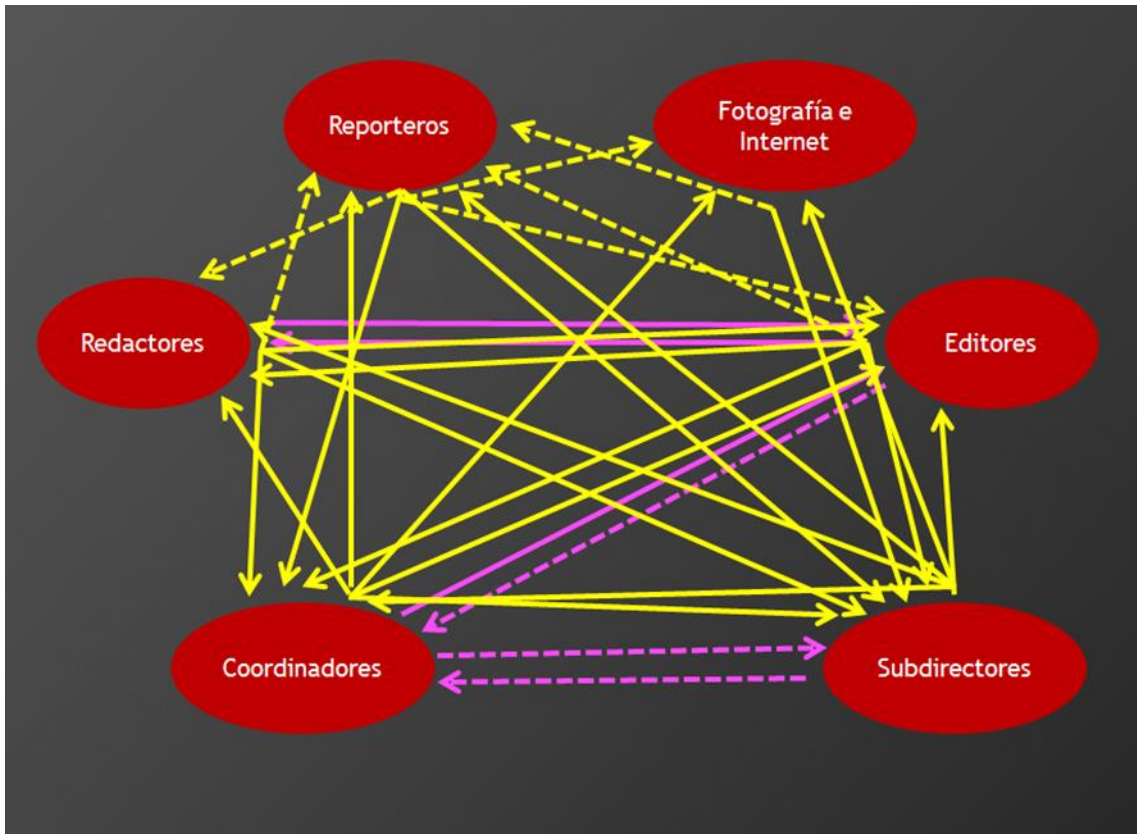 Reporteros
Fotografía e
Internet
Redactores
Editores
Coordinadores
Subdirectores